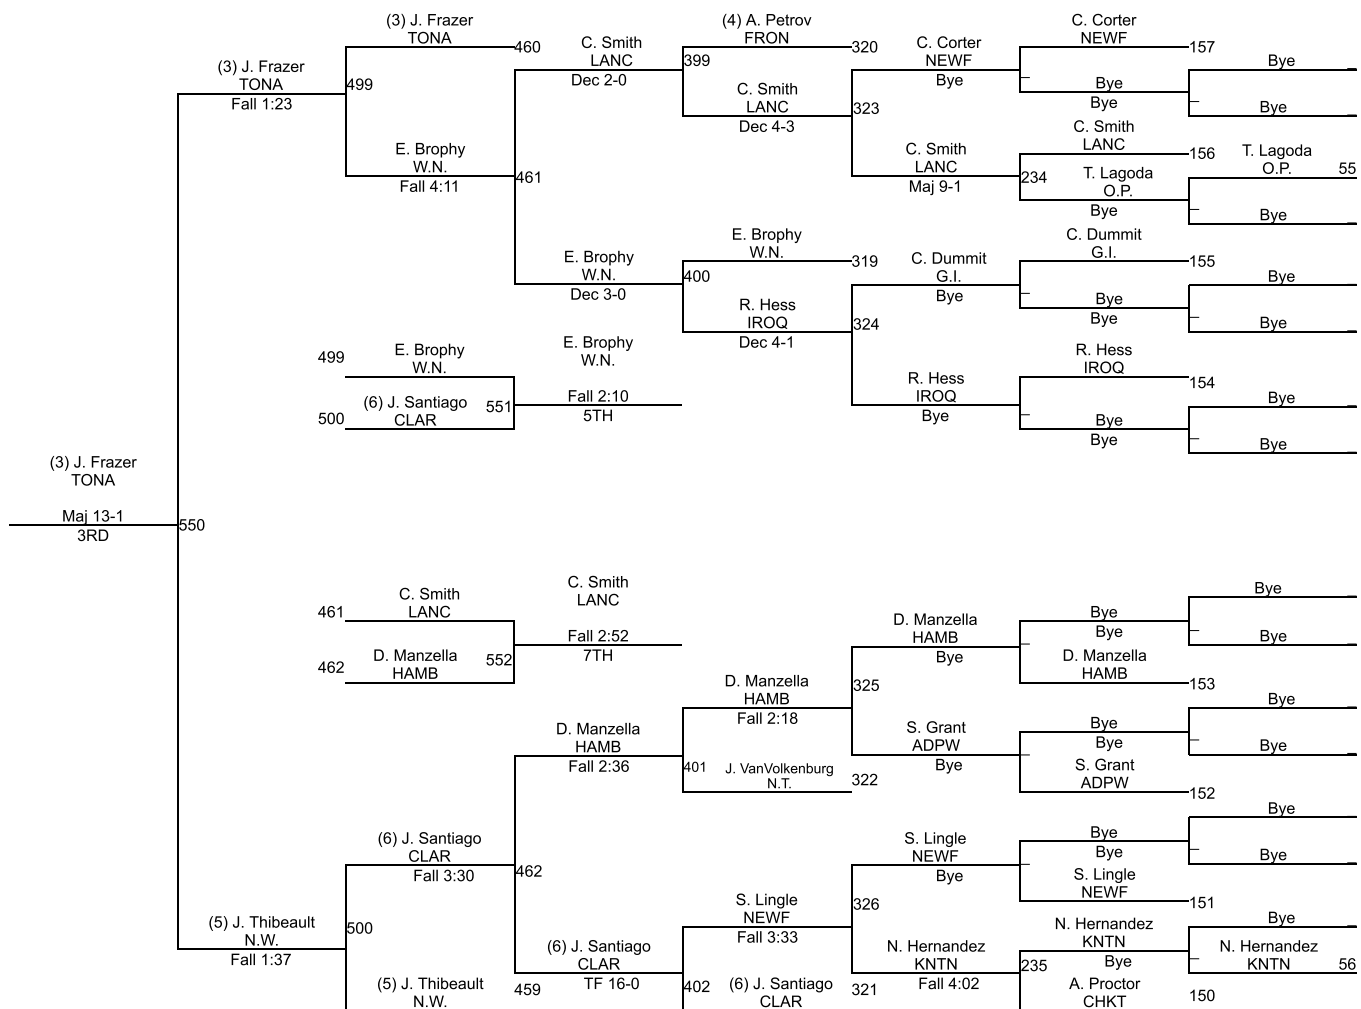 (3) J. Frazer
TONA
(4) A. Petrov
FRON
C. Corter
NEWF
460
C. Smith
LANC
320
C. Corter
NEWF
157
(3) J. Frazer
TONA
499
399
Bye
Dec 2-0
Bye
Bye
Fall 1:23
C. Smith
LANC
323
Bye
Bye
Dec 4-3
C. Smith
LANC
E. Brophy
W.N.
C. Smith
LANC
156
T. Lagoda
O.P.
55
461
234
T. Lagoda
O.P.
Fall 4:11
Maj 9-1
Bye
Bye
E. Brophy
W.N.
C. Dummit
G.I.
319
E. Brophy
W.N.
400
C. Dummit
G.I.
155
Bye
Dec 3-0
Bye
Bye
R. Hess
IROQ
324
Bye
Bye
Dec 4-1
499
E. Brophy
W.N.
E. Brophy
W.N.
R. Hess
IROQ
154
R. Hess
IROQ
Fall 2:10
Bye
500
(6) J. Santiago
CLAR
551
5TH
Bye
Bye
Bye
Bye
(3) J. Frazer
TONA
Maj 13-1
550
3RD
C. Smith
LANC
461
C. Smith
LANC
Bye
Bye
D. Manzella
HAMB
Fall 2:52
Bye
Bye
462
D. Manzella
HAMB
552
7TH
Bye
D. Manzella
HAMB
153
D. Manzella
HAMB
325
Bye
Fall 2:18
D. Manzella
HAMB
S. Grant
ADPW
Bye
Bye
Bye
Fall 2:36
401
J. VanVolkenburg
N.T.
322
Bye
S. Grant
ADPW
152
Bye
(6) J. Santiago
CLAR
S. Lingle
NEWF
Bye
Bye
Bye
Fall 3:30
462
Bye
S. Lingle
NEWF
151
S. Lingle
NEWF
326
(5) J. Thibeault
N.W.
500
Fall 3:33
N. Hernandez
KNTN
Bye
Fall 1:37
(6) J. Santiago
CLAR
N. Hernandez
KNTN
235
Bye
N. Hernandez
KNTN
56
(5) J. Thibeault
N.W.
459
TF 16-0
402
(6) J. Santiago
CLAR
321
Fall 4:02
A. Proctor
CHKT
150